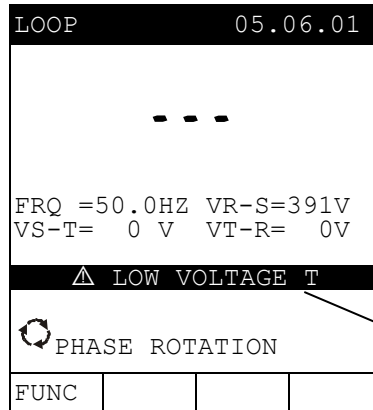 LOOP 05.06.01
- - -
FRQ =50.0HZ VR-S=391V
VS-T= 0 V VT-R= 0V
⚠ LOW VOLTAGE T
PHASE ROTATION
FUNC